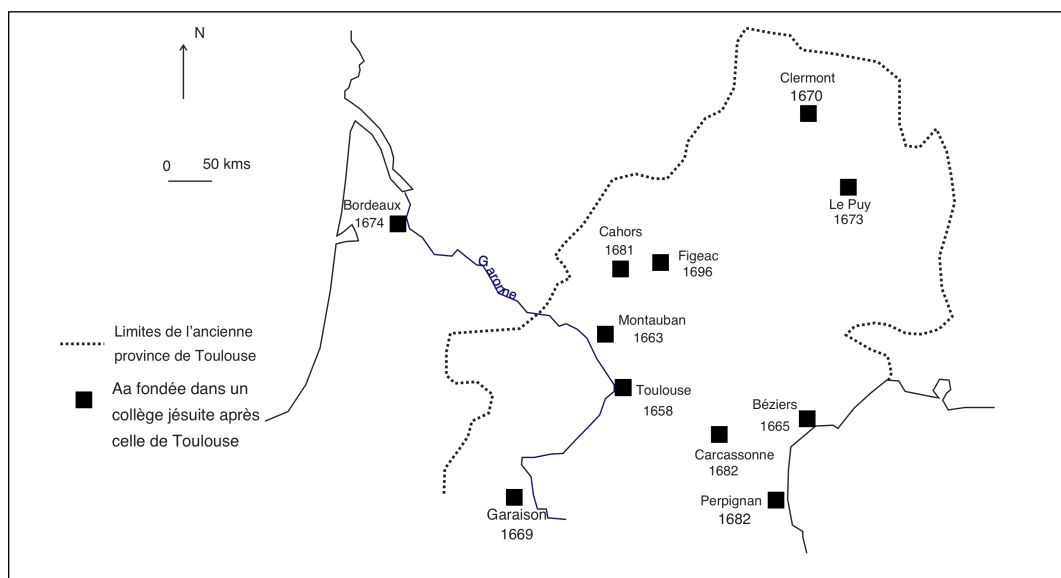 N
0 50 kms
Clermont
1670
Le Puy
1673
Bordeaux
1674
Cahors
1681
Figeac
1696
Garonne
Montauban
1663
Toulouse
1658
Béziers
1665
Carcassonne
1682
Perpignan
1682
Garaison
1669
Limites de l'ancienne
province de Toulouse
Aa fondée dans un
collège jésuite après
celle de Toulouse